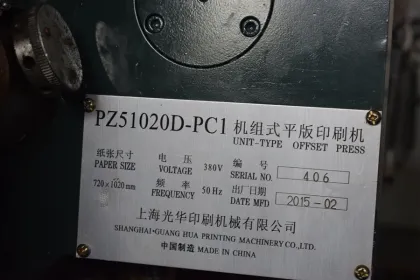 PZ51020D-PC1 机组式平版印刷机
UNIT-TYPE OFFSET PRESS
纸张尺寸 电压 380V 编号 406
PAPER SIZE VOLTAGE SERIAL NO.
720×1020mm 频率 50Hz 出厂日期 2015-02
FREQUENCY DATE MFD
上海光华印刷机械有限公司
SHANGHAI·GUANG HUA PRINTING MACHINERY CO.,LTD.
中国制造 MADE IN CHINA